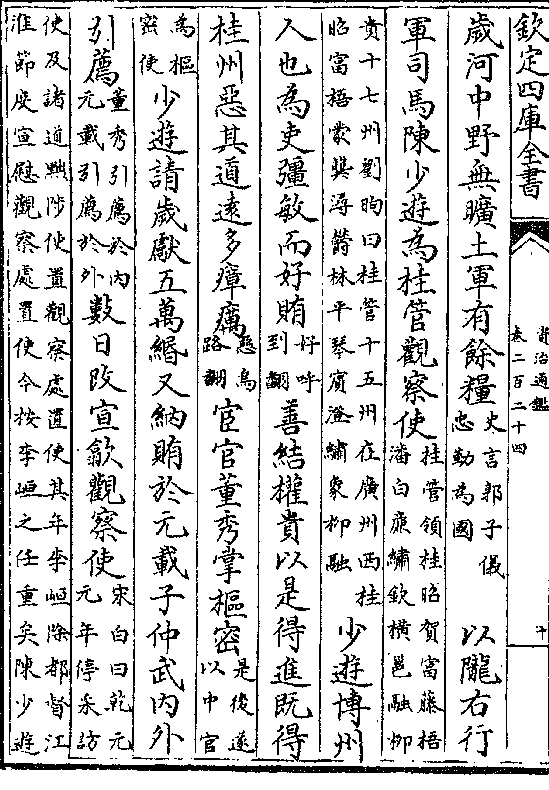 欽定四庫全書
資治通鑑
卷二百二十四
十
歲河中野無曠土軍有餘糧史言郭子儀忠勤為國以隴右行
軍司馬陳少遊為桂管觀察使桂管領桂昭賀富藤梧潘白廉繡欽橫邕融柳
貴十七州劉昫曰桂管十五州在廣州西桂昭富梧蒙龔潯鬱林平琴賓澄繡象柳融少遊博州
人也為吏彊敏而好賄好呼到翻善結權貴以是得進既得
桂州惡其道遠多瘴癘惡烏路翻宦官董秀掌樞密是後遂以中官
為樞密使少遊請歲獻五萬緡又納賄於元載子仲武内外
引薦董秀引薦於内元載引薦於外數日改宣歙觀察使宋白曰乾元元年停采訪
使及諸道黜陟使置觀察處置使其年李峘除都督江淮節度宣慰觀察處置使今按李峘之任重矣陳少遊